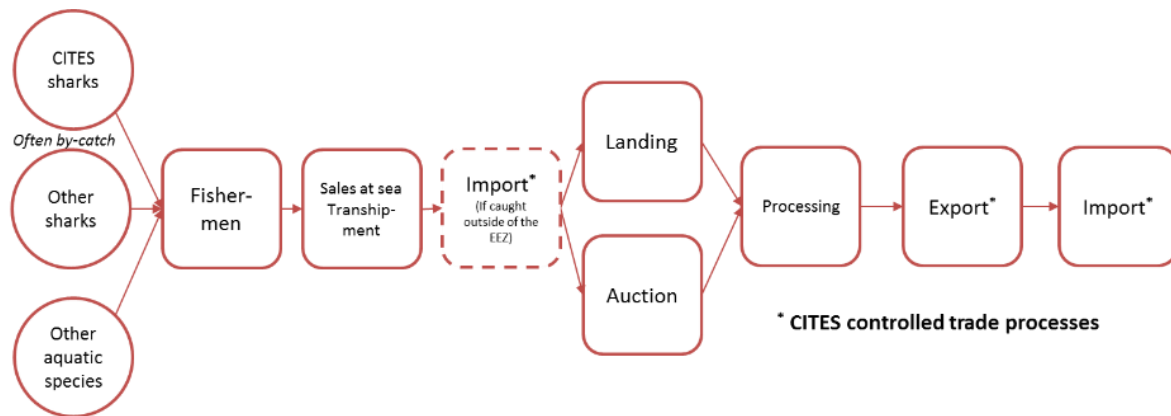 CITES
sharks
Often by-catch
Other
sharks
Other
aquatic
species
Fisher-
men
Sales at sea
Tranship-
ment
Import*
(If caught
outside of the
EEZ)
Landing
Auction
Processing
Export*
Import*
* CITES controlled trade processes